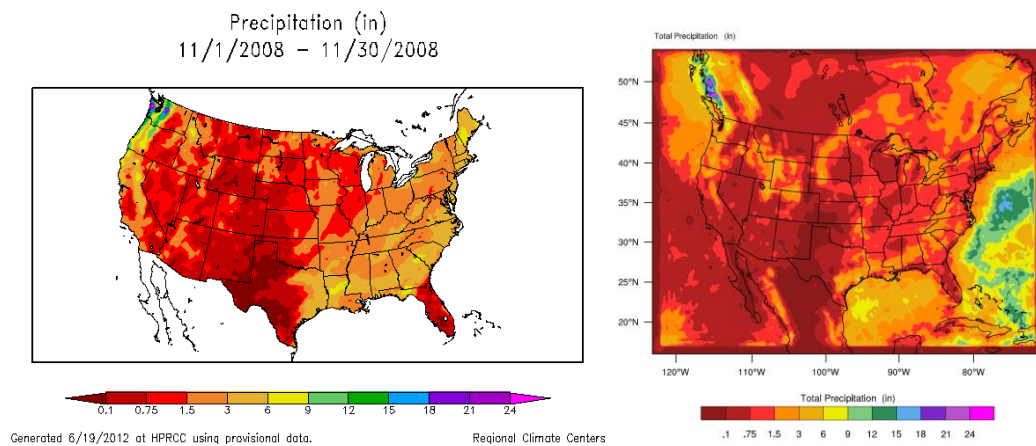 Precipitation (in)
11/1/2008 – 11/30/2008
0.1 0.75 1.5 3 6 9 12 15 18 21 24
Generated 6/19/2012 at HPRCC using provisional data. Regional Climate Centers
Total Precipitation (in)
50°N
45°N
40°N
35°N
30°N
25°N
20°N
120°W 110°W 100°W 90°W 80°W
Total Precipitation (in)
.1 .75 1.5 3 6 9 12 15 18 21 24